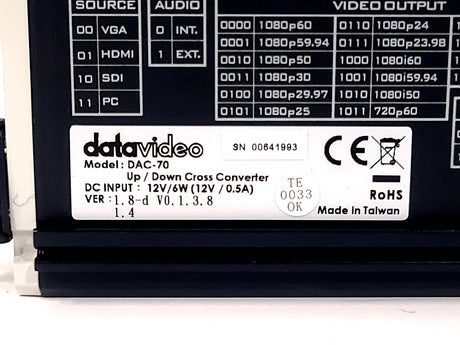 SOURCE AUDIO VIDEO OUTPUT
00 VGA 0 INT. 0000 1080p60 0110 1080p24
01 HDMI 1 EXT. 0001 1080p59.94 0111 1080p23.98
10 SDI 0010 1080p50 1000 1080i60
11 PC 0011 1080p30 1001 1080i59.94
0100 1080p29.97 1010 1080i50
0101 1080p25 1011 720p60
datavideo
SN 00641993
CE
Model : DAC-70
Up / Down Cross Converter
DC INPUT : 12V/6W (12V / 0.5A)
VER : 1.8-d V0.1.3.8
1.4
TE
0033
OK
RoHS
Made in Taiwan